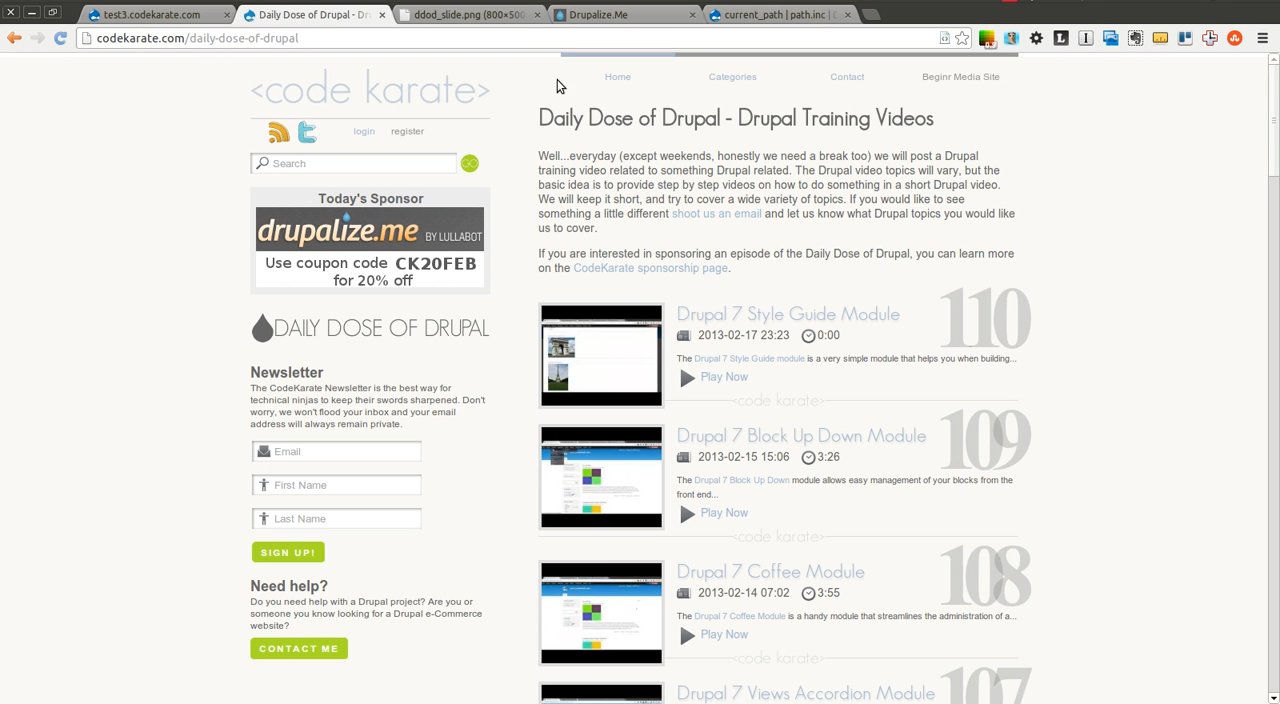 test3.codekarate.com
Daily Dose of Drupal - Dr
ddod_slide.png (800×500
Drupalize.Me
current_path | path.inc |
codekarate.com/daily-dose-of-drupal
<code karate>
login register
Search
GO
Today's Sponsor
drupalize.me BY LULLABOT
Use coupon code CK20FEB
for 20% off
DAILY DOSE OF DRUPAL
Newsletter
The CodeKarate Newsletter is the best way for
technical ninjas to keep their swords sharpened. Don't
worry, we won't flood your inbox and your email
address will always remain private.
Email
First Name
Last Name
SIGN UP!
Need help?
Do you need help with a Drupal project? Are you or
someone you know looking for a Drupal e-Commerce
website?
CONTACT ME
Home Categories Contact Beginr Media Site
Daily Dose of Drupal - Drupal Training Videos
Well...everyday (except weekends, honestly we need a break too) we will post a Drupal
training video related to something Drupal related. The Drupal video topics will vary, but the
basic idea is to provide step by step videos on how to do something in a short Drupal video.
We will keep it short, and try to cover a wide variety of topics. If you would like to see
something a little different shoot us an email and let us know what Drupal topics you would like
us to cover.
If you are interested in sponsoring an episode of the Daily Dose of Drupal, you can learn more
on the CodeKarate sponsorship page.
Drupal 7 Style Guide Module
110
2013-02-17 23:23 0:00
The Drupal 7 Style Guide module is a very simple module that helps you when building...
Play Now
<code karate>
Drupal 7 Block Up Down Module
109
2013-02-15 15:06 3:26
The Drupal 7 Block Up Down module allows easy management of your blocks from the
front end...
Play Now
<code karate>
Drupal 7 Coffee Module
108
2013-02-14 07:02 3:55
The Drupal 7 Coffee Module is a handy module that streamlines the administration of a...
Play Now
<code karate>
Drupal 7 Views Accordion Module
107